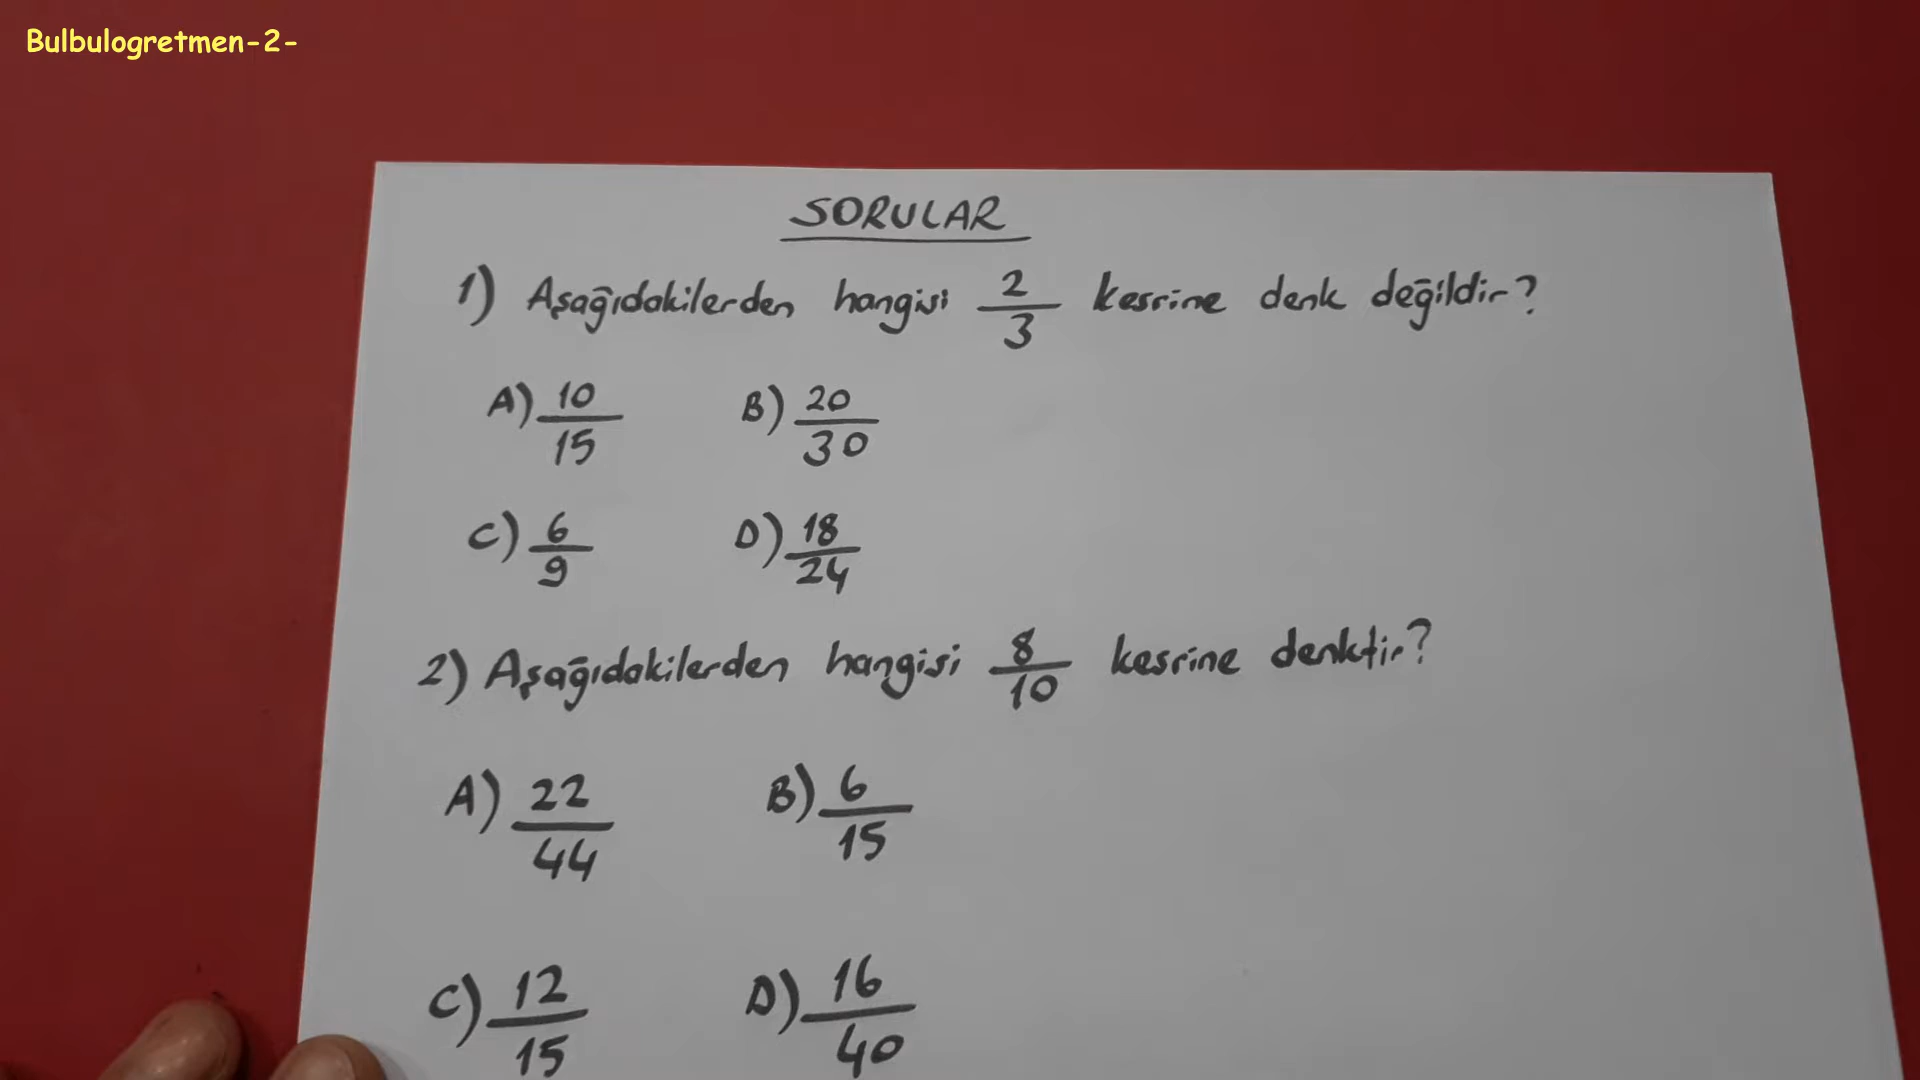 Bulbulogretmen-2-
SORULAR
1) Aşağıdakilerden hangisi 2/3 kesrine denk değildir?
A) 10/15 B) 20/30
C) 6/9 D) 18/24
2) Aşağıdakilerden hangisi 8/10 kesrine denktir?
A) 22/44 B) 6/15
C) 12/15 D) 16/40